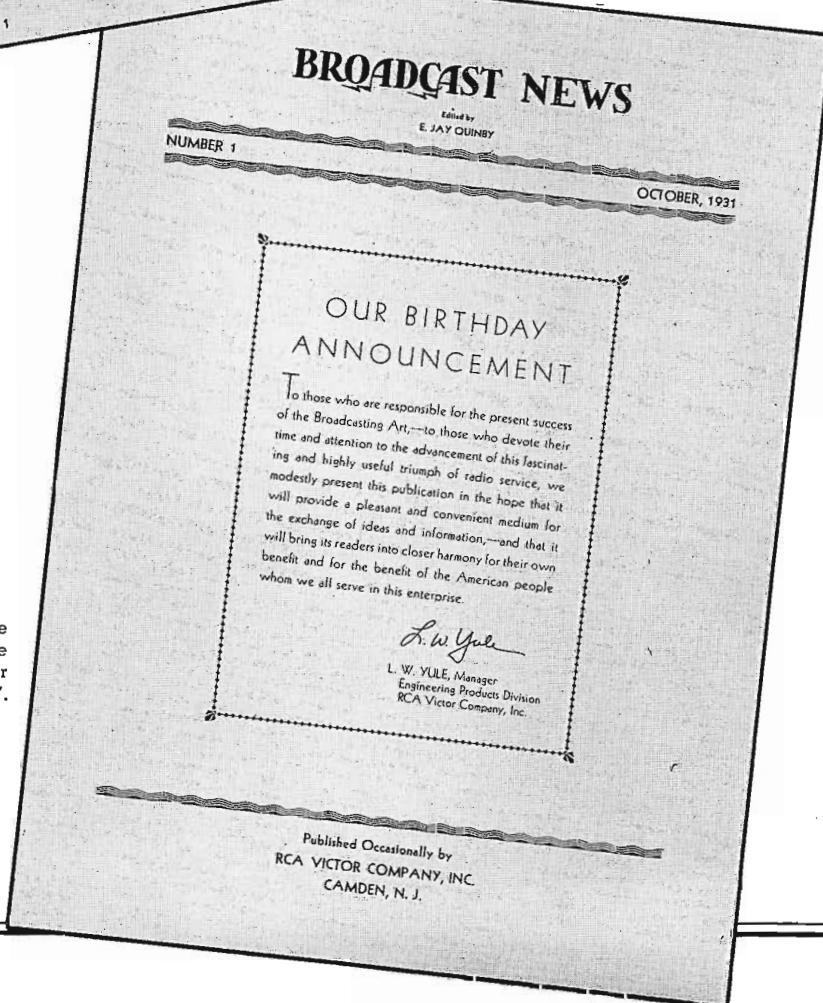 1
BROADCAST NEWS
Edited by
E. JAY QUINBY
NUMBER 1
OCTOBER, 1931
OUR BIRTHDAY
ANNOUNCEMENT
To those who are responsible for the present success
of the Broadcasting Art,—to those who devote their
time and attention to the advancement of this fascinat-
ing and highly useful triumph of radio service, we
modestly present this publication in the hope that it
will provide a pleasant and convenient medium for
the exchange of ideas and information,—and that it
will bring its readers into closer harmony for their own
benefit and for the benefit of the American people
whom we all serve in this enterprise.
L. W. Yule
L. W. YULE, Manager
Engineering Products Division
RCA Victor Company, Inc.
Published Occasionally by
RCA VICTOR COMPANY, INC.
CAMDEN, N. J.